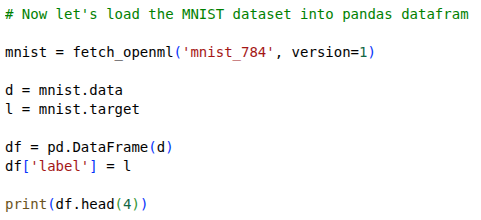 # Now let's load the MNIST dataset into pandas datafram
mnist = fetch_openml('mnist_784', version=1)
d = mnist.data
l = mnist.target
df = pd.DataFrame(d)
df['label'] = l
print(df.head(4))